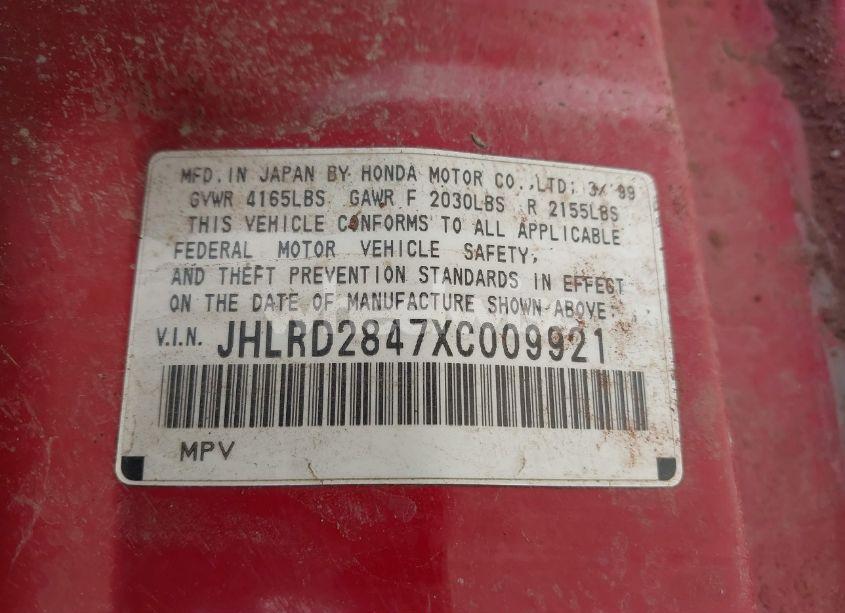 MFD. IN JAPAN BY HONDA MOTOR CO., LTD; 3/99
GVWR 4165LBS GAWR F 2030LBS R 2155LBS
THIS VEHICLE CONFORMS TO ALL APPLICABLE
FEDERAL MOTOR VEHICLE SAFETY,
AND THEFT PREVENTION STANDARDS IN EFFECT
ON THE DATE OF MANUFACTURE SHOWN ABOVE.
V.I.N. JHLRD2847XC009921
MPV